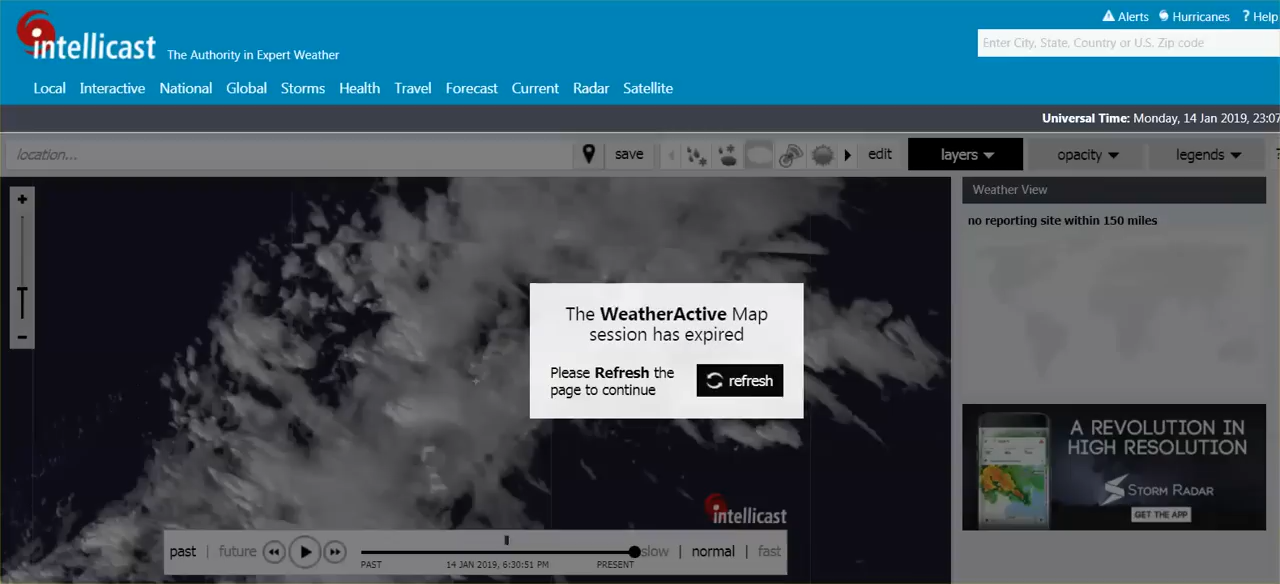 Alerts Hurricanes ? Help
intellicast The Authority in Expert Weather
Enter City, State, Country or U.S. Zip code
Local Interactive National Global Storms Health Travel Forecast Current Radar Satellite
Universal Time: Monday, 14 Jan 2019, 23:07
location... save edit layers opacity legends ?
Weather View
no reporting site within 150 miles
The WeatherActive Map
session has expired
Please Refresh the
page to continue
refresh
A REVOLUTION IN
HIGH RESOLUTION
STORM RADAR
GET THE APP
intellicast
past | future slow | normal | fast
PAST 14 JAN 2019, 6:30:51 PM PRESENT